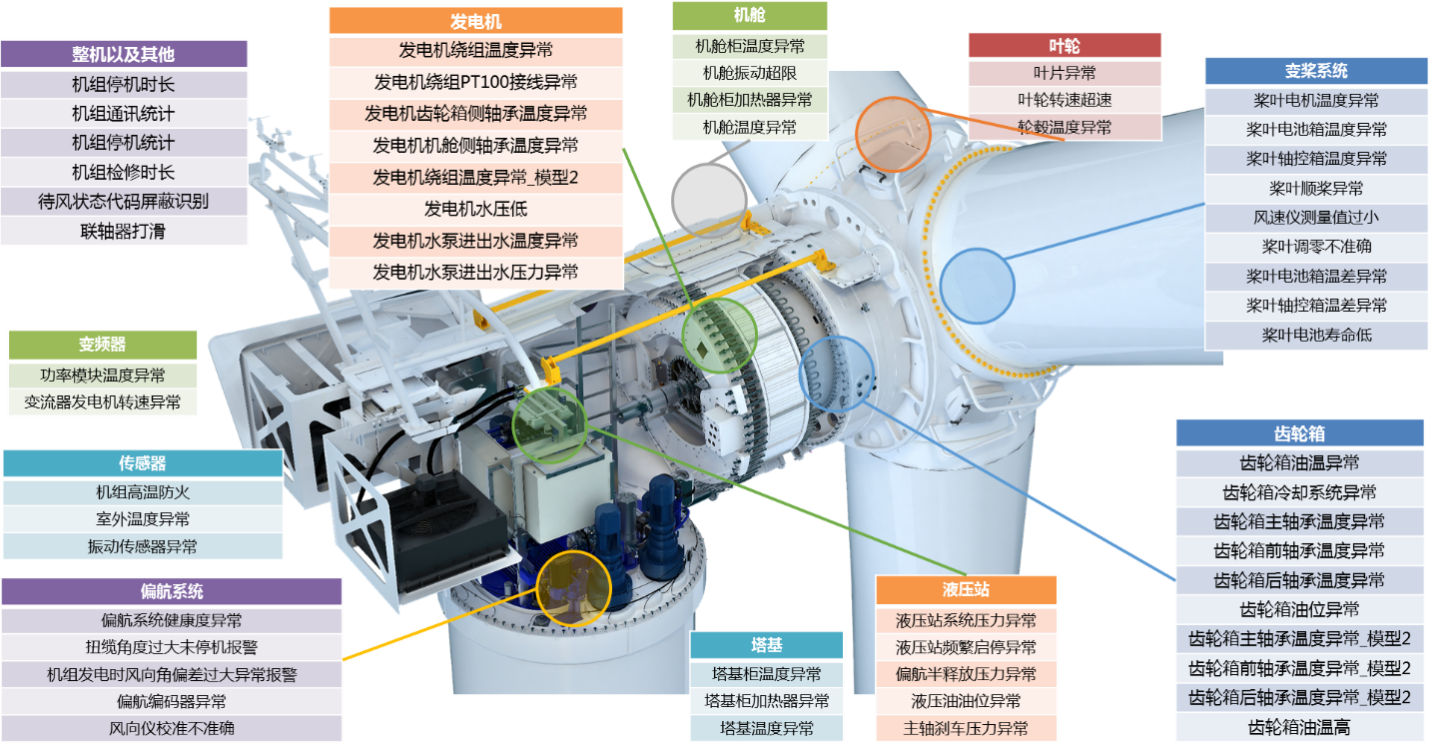 整机以及其他
机组停机时长
机组通讯统计
机组停机统计
机组检修时长
待风状态代码屏蔽识别
联轴器打滑
发电机
发电机绕组温度异常
发电机绕组PT100接线异常
发电机齿轮箱侧轴承温度异常
发电机机舱侧轴承温度异常
发电机绕组温度异常_模型2
发电机水压低
发电机水泵进出水温度异常
发电机水泵进出水压力异常
机舱
机舱柜温度异常
机舱振动超限
机舱柜加热器异常
机舱温度异常
叶轮
叶片异常
叶轮转速超速
轮毂温度异常
变桨系统
桨叶电机温度异常
桨叶电池箱温度异常
桨叶轴控箱温度异常
桨叶顺桨异常
风速仪测量值过小
桨叶调零不准确
桨叶电池箱温差异常
桨叶轴控箱温差异常
桨叶电池寿命低
变频器
功率模块温度异常
变流器发电机转速异常
传感器
机组高温防火
室外温度异常
振动传感器异常
偏航系统
偏航系统健康度异常
扭缆角度过大未停机报警
机组发电时风向角偏差过大异常报警
偏航编码器异常
风向仪校准不准确
塔基
塔基柜温度异常
塔基柜加热器异常
塔基温度异常
液压站
液压站系统压力异常
液压站频繁启停异常
偏航半释放压力异常
液压油油位异常
主轴刹车压力异常
齿轮箱
齿轮箱油温异常
齿轮箱冷却系统异常
齿轮箱主轴承温度异常
齿轮箱前轴承温度异常
齿轮箱后轴承温度异常
齿轮箱油位异常
齿轮箱主轴承温度异常_模型2
齿轮箱前轴承温度异常_模型2
齿轮箱后轴承温度异常_模型2
齿轮箱油温高